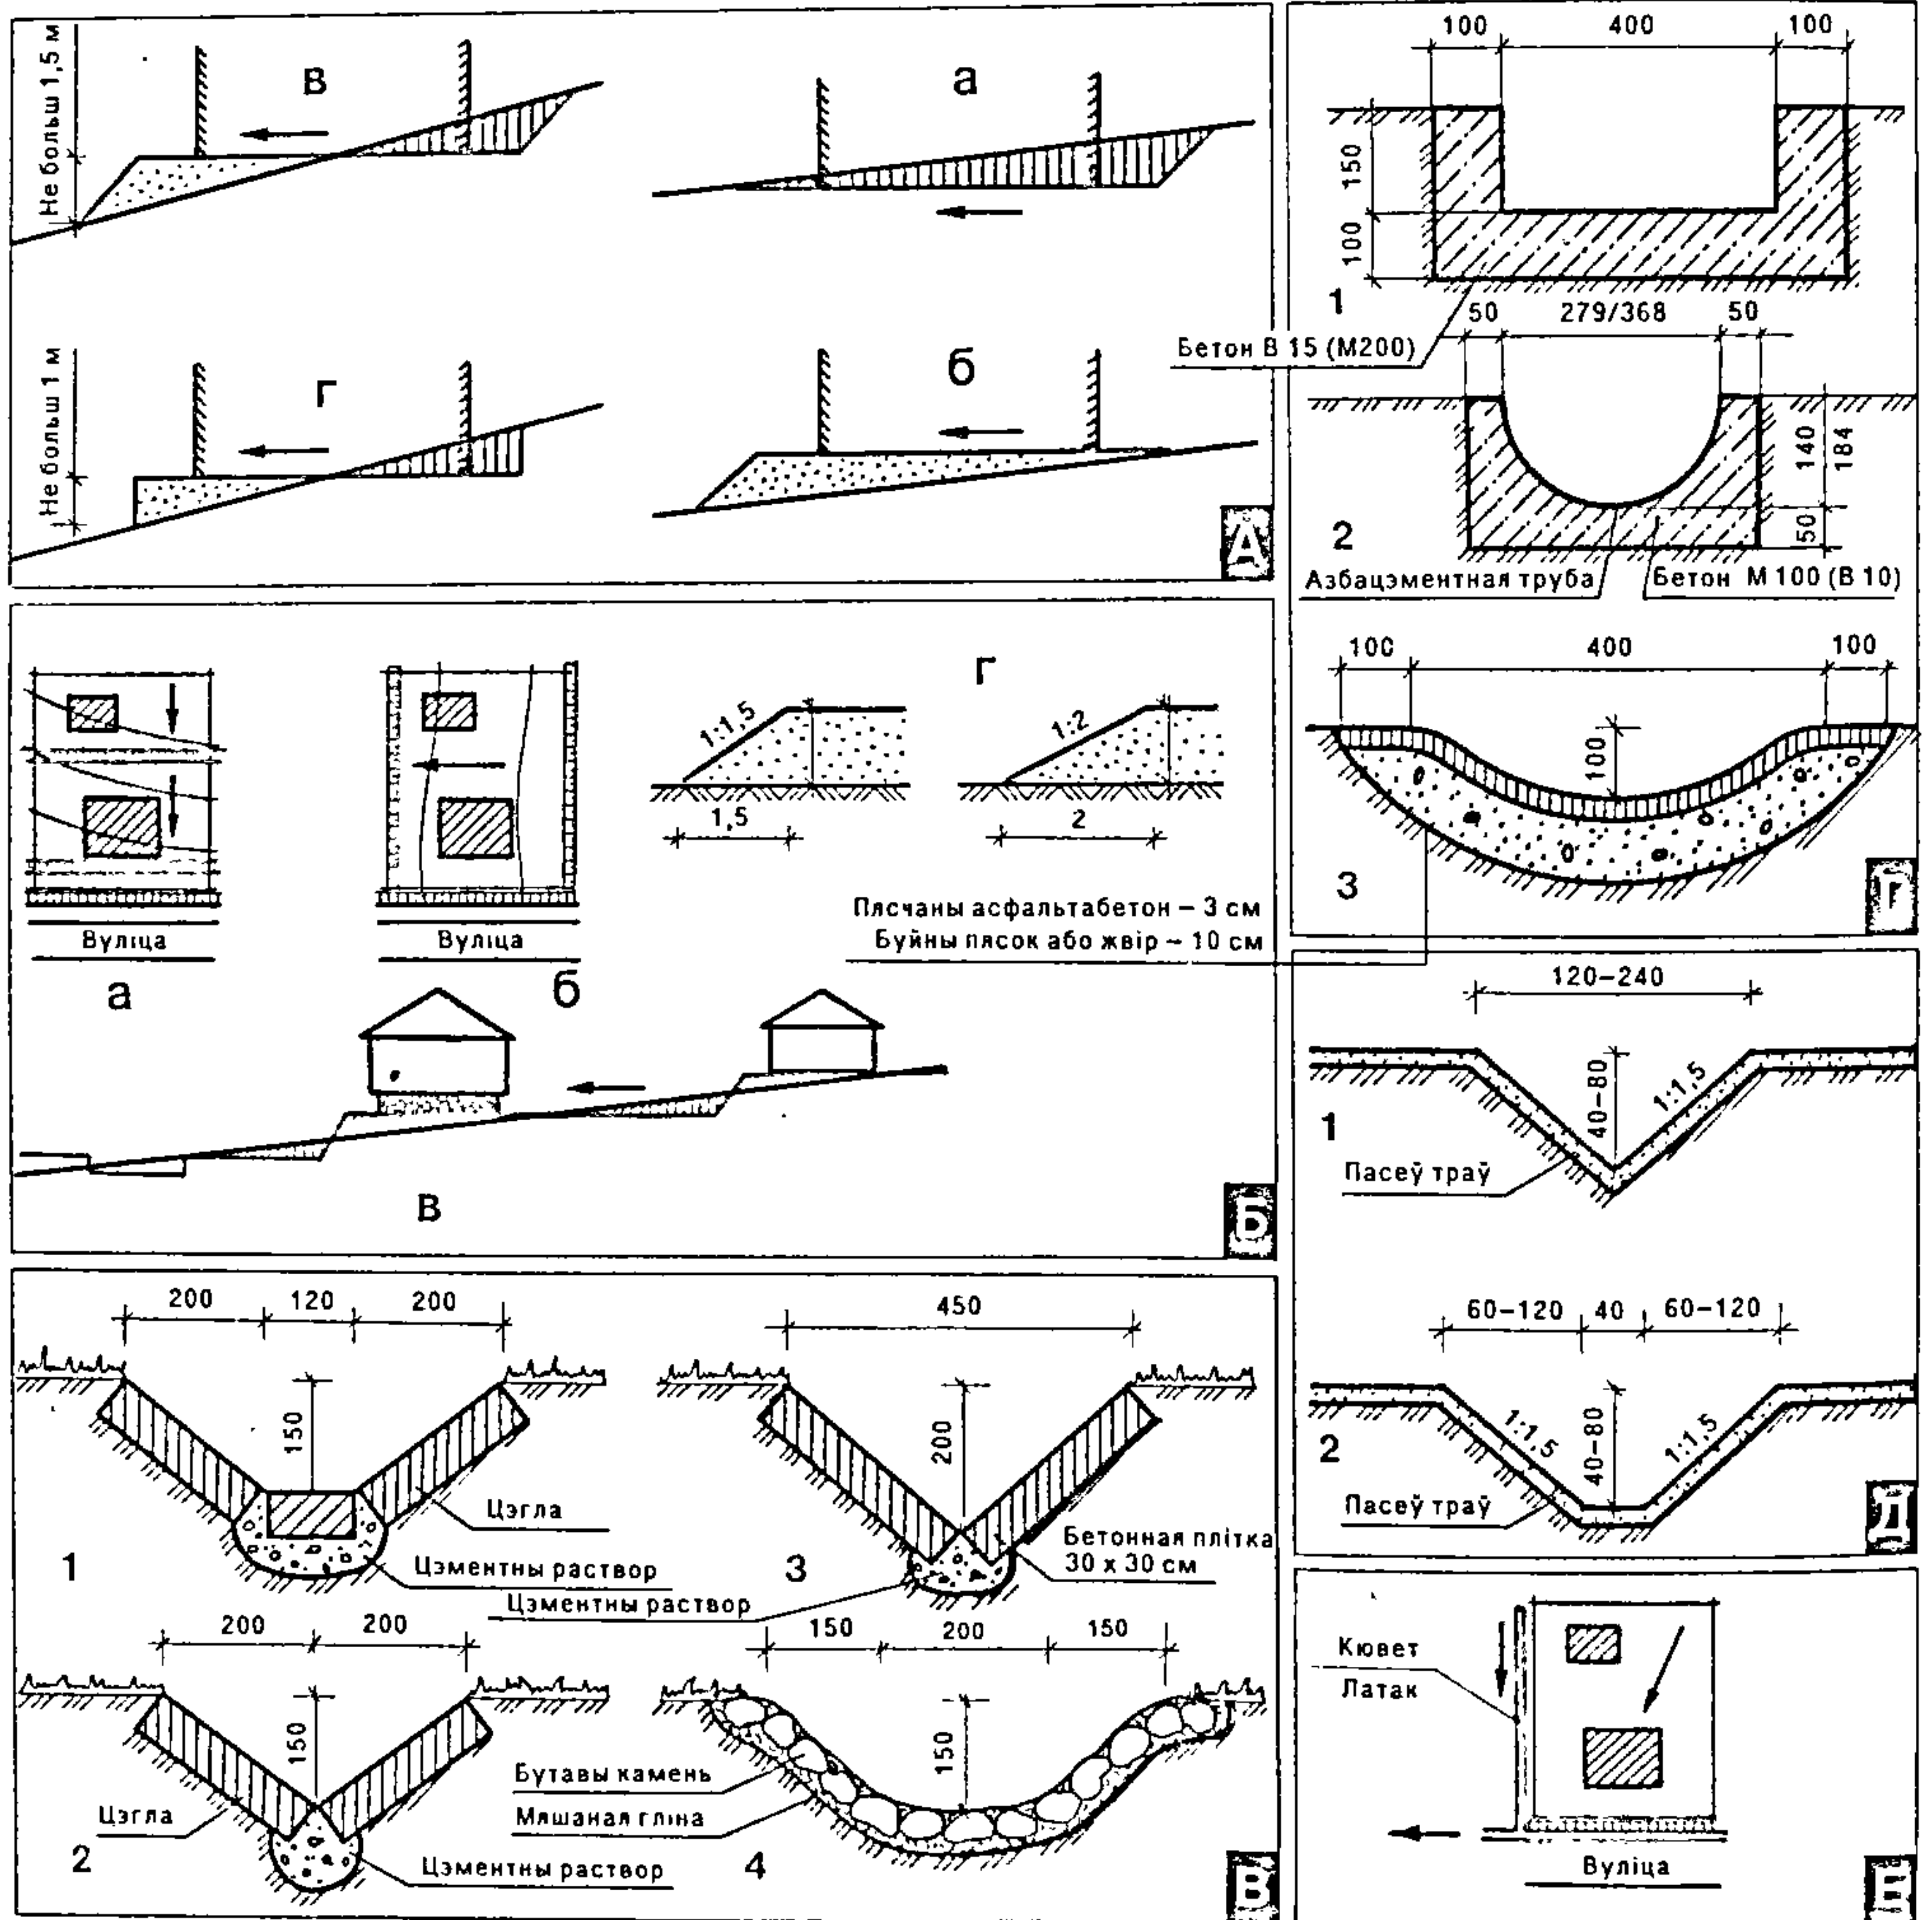 Не больш 1,5 м
в
а
Не больш 1 м
г
б
А
100 400 100
150
100
1
Бетон В 15 (М200)
50 279/368 50
140
184
50
2
Азбацэментная труба
Бетон М 100 (В 10)
100 400 100
100
3
Г
Вуліца
а
Вуліца
б
г
1:1,5
1,5
1:2
2
Пясчаны асфальтабетон – 3 см
Буйны пясок або жвір – 10 см
в
Б
120–240
40–80
1:1,5
1
Пасеў траў
60–120 40 60–120
1:1,5
40–80
1:1,5
2
Пасеў траў
Д
200 120 200
150
Цэгла
1
Цэментны раствор
450
200
3
Бетонная плітка
30 х 30 см
Цэментны раствор
200 200
150
Цэгла
2
Цэментны раствор
150 200 150
150
Бутавы камень
Мяшаная гліна
4
В
Кювет
Латак
Вуліца
Е